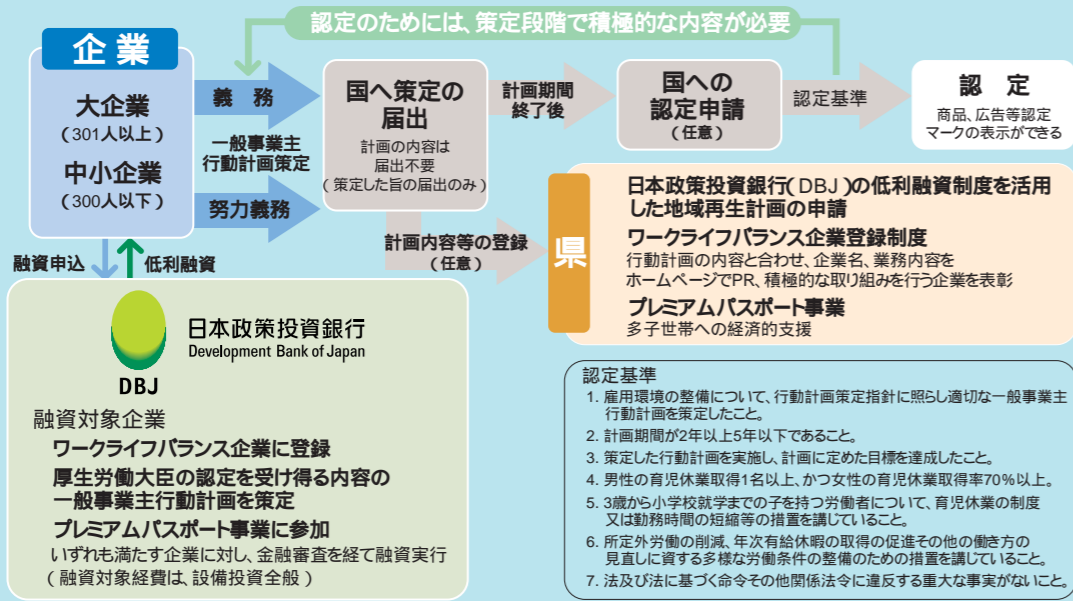 認定のためには、策定段階で積極的な内容が必要
企業
大企業
（301人以上）
中小企業
（300人以下）
義務
一般事業主
行動計画策定
努力義務
国へ策定の
届出
計画の内容は
届出不要
（策定した旨の届出のみ）
計画期間
終了後
国への
認定申請
（任意）
認定基準
認定
商品、広告等認定
マークの表示ができる
計画内容等の登録
（任意）
県
日本政策投資銀行（DBJ）の低利融資制度を活用
した地域再生計画の申請
ワークライフバランス企業登録制度
行動計画の内容と合わせ、企業名、業務内容を
ホームページでPR、積極的な取り組みを行う企業を表彰
プレミアムパスポート事業
多子世帯への経済的支援
融資申込
低利融資
日本政策投資銀行
Development Bank of Japan
DBJ
融資対象企業
ワークライフバランス企業に登録
厚生労働大臣の認定を受け得る内容の
一般事業主行動計画を策定
プレミアムパスポート事業に参加
いずれも満たす企業に対し、金融審査を経て融資実行
（融資対象経費は、設備投資全般）
認定基準
1. 雇用環境の整備について、行動計画策定指針に照らし適切な一般事業主
行動計画を策定したこと。
2. 計画期間が2年以上5年以下であること。
3. 策定した行動計画を実施し、計画に定めた目標を達成したこと。
4. 男性の育児休業取得1名以上、かつ女性の育児休業取得率70％以上。
5. 3歳から小学校就学までの子を持つ労働者について、育児休業の制度
又は勤務時間の短縮等の措置を講じていること。
6. 所定外労働の削減、年次有給休暇の取得の促進その他の働き方の
見直しに資する多様な労働条件の整備のための措置を講じていること。
7. 法及び法に基づく命令その他関係法令に違反する重大な事実がないこと。